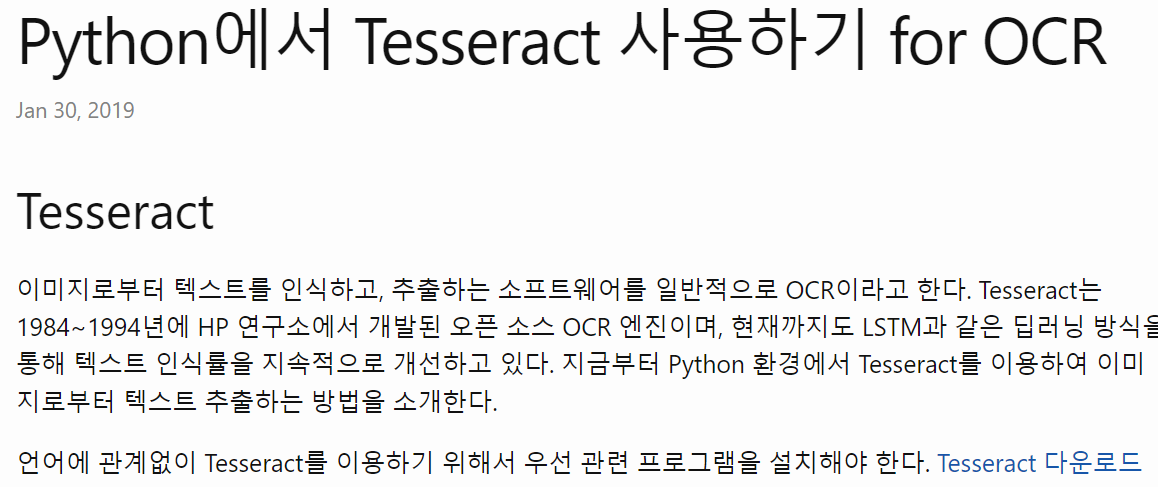 Python에서 Tesseract 사용하기 for OCR
Jan 30, 2019
Tesseract
이미지로부터 텍스트를 인식하고, 추출하는 소프트웨어를 일반적으로 OCR이라고 한다. Tesseract는
1984~1994년에 HP 연구소에서 개발된 오픈 소스 OCR 엔진이며, 현재까지도 LSTM과 같은 딥러닝 방식을
통해 텍스트 인식률을 지속적으로 개선하고 있다. 지금부터 Python 환경에서 Tesseract를 이용하여 이미
지로부터 텍스트 추출하는 방법을 소개한다.
언어에 관계없이 Tesseract를 이용하기 위해서 우선 관련 프로그램을 설치해야 한다. Tesseract 다운로드